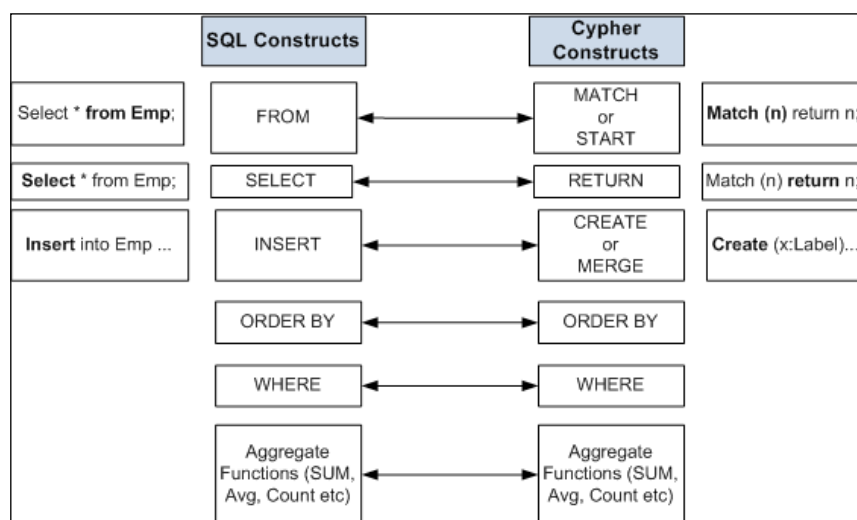 SQL Constructs
Cypher
Constructs
Select * from Emp;
FROM
MATCH
or
START
Match (n) return n;
Select * from Emp;
SELECT
RETURN
Match (n) return n;
Insert into Emp ...
INSERT
CREATE
or
MERGE
Create (x:Label)...
ORDER BY
ORDER BY
WHERE
WHERE
Aggregate
Functions (SUM,
Avg, Count etc)
Aggregate
Functions (SUM,
Avg, Count etc)